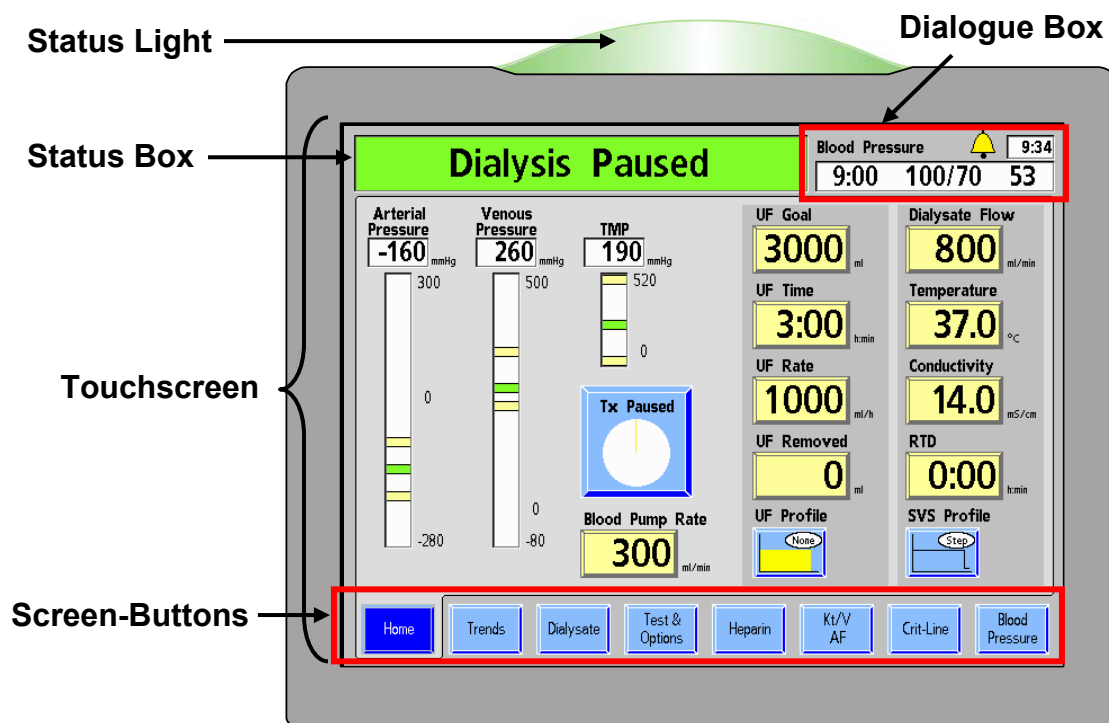 Status Light
Dialogue Box
Status Box
Dialysis Paused
Blood Pressure 9:34
9:00 100/70 53
Touchscreen
Arterial
Pressure
-160 mmHg
300
0
-280
Venous
Pressure
260 mmHg
500
0
-80
TMP
190 mmHg
520
0
Tx Paused
Blood Pump Rate
300 ml/min
UF Goal
3000 ml
UF Time
3:00 h:min
UF Rate
1000 ml/h
UF Removed
0 ml
UF Profile
None
Dialysate Flow
800 ml/min
Temperature
37.0 °C
Conductivity
14.0 mS/cm
RTD
0:00 h:min
SVS Profile
Step
Screen-Buttons
Home
Trends
Dialysate
Test &
Options
Heparin
Kt/V
AF
Crit-Line
Blood
Pressure